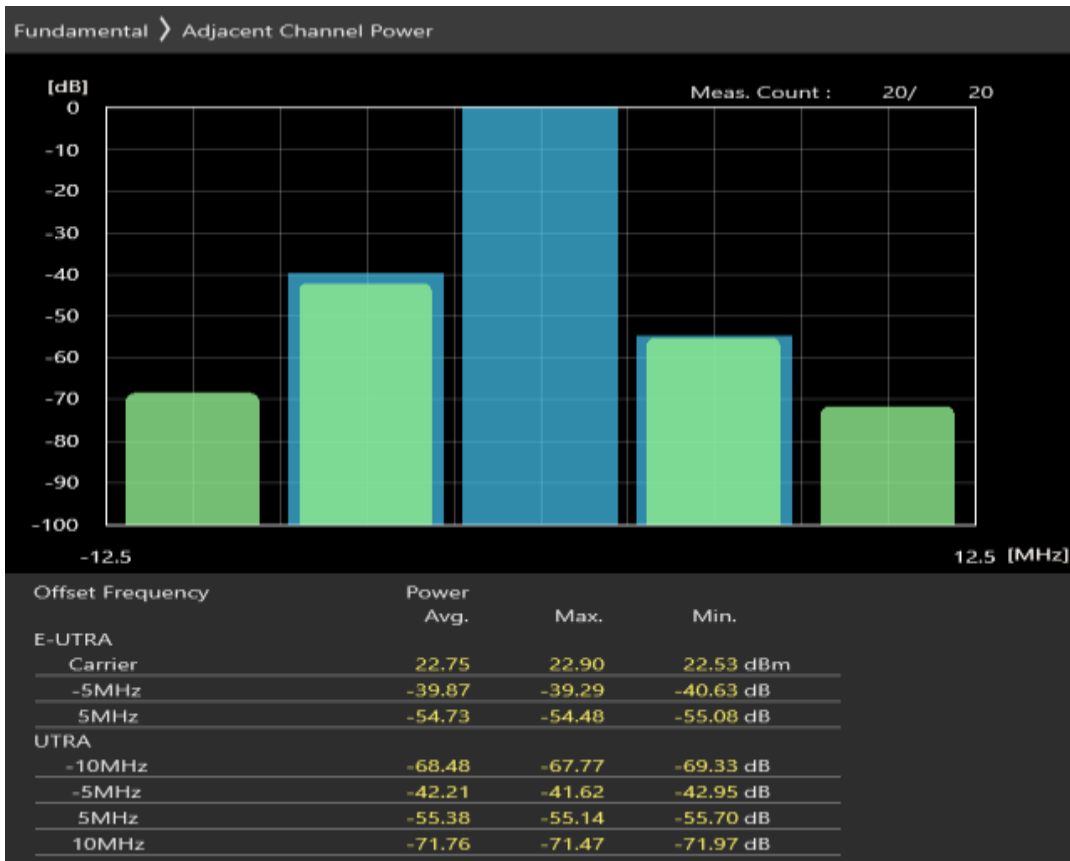 Fundamental ❯ Adjacent Channel Power
[dB]
Meas. Count : 20/ 20
0
-10
-20
-30
-40
-50
-60
-70
-80
-90
-100
-12.5 12.5 [MHz]
Offset Frequency Power
Avg. Max. Min.
E-UTRA
Carrier 22.75 22.90 22.53 dBm
-5MHz -39.87 -39.29 -40.63 dB
5MHz -54.73 -54.48 -55.08 dB
UTRA
-10MHz -68.48 -67.77 -69.33 dB
-5MHz -42.21 -41.62 -42.95 dB
5MHz -55.38 -55.14 -55.70 dB
10MHz -71.76 -71.47 -71.97 dB